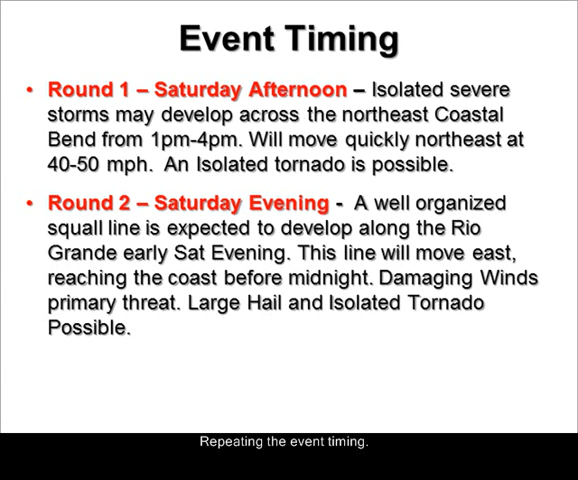 Event Timing
• Round 1 – Saturday Afternoon – Isolated severe
storms may develop across the northeast Coastal
Bend from 1pm-4pm. Will move quickly northeast at
40-50 mph. An Isolated tornado is possible.
• Round 2 – Saturday Evening - A well organized
squall line is expected to develop along the Rio
Grande early Sat Evening. This line will move east,
reaching the coast before midnight. Damaging Winds
primary threat. Large Hail and Isolated Tornado
Possible.
Repeating the event timing.